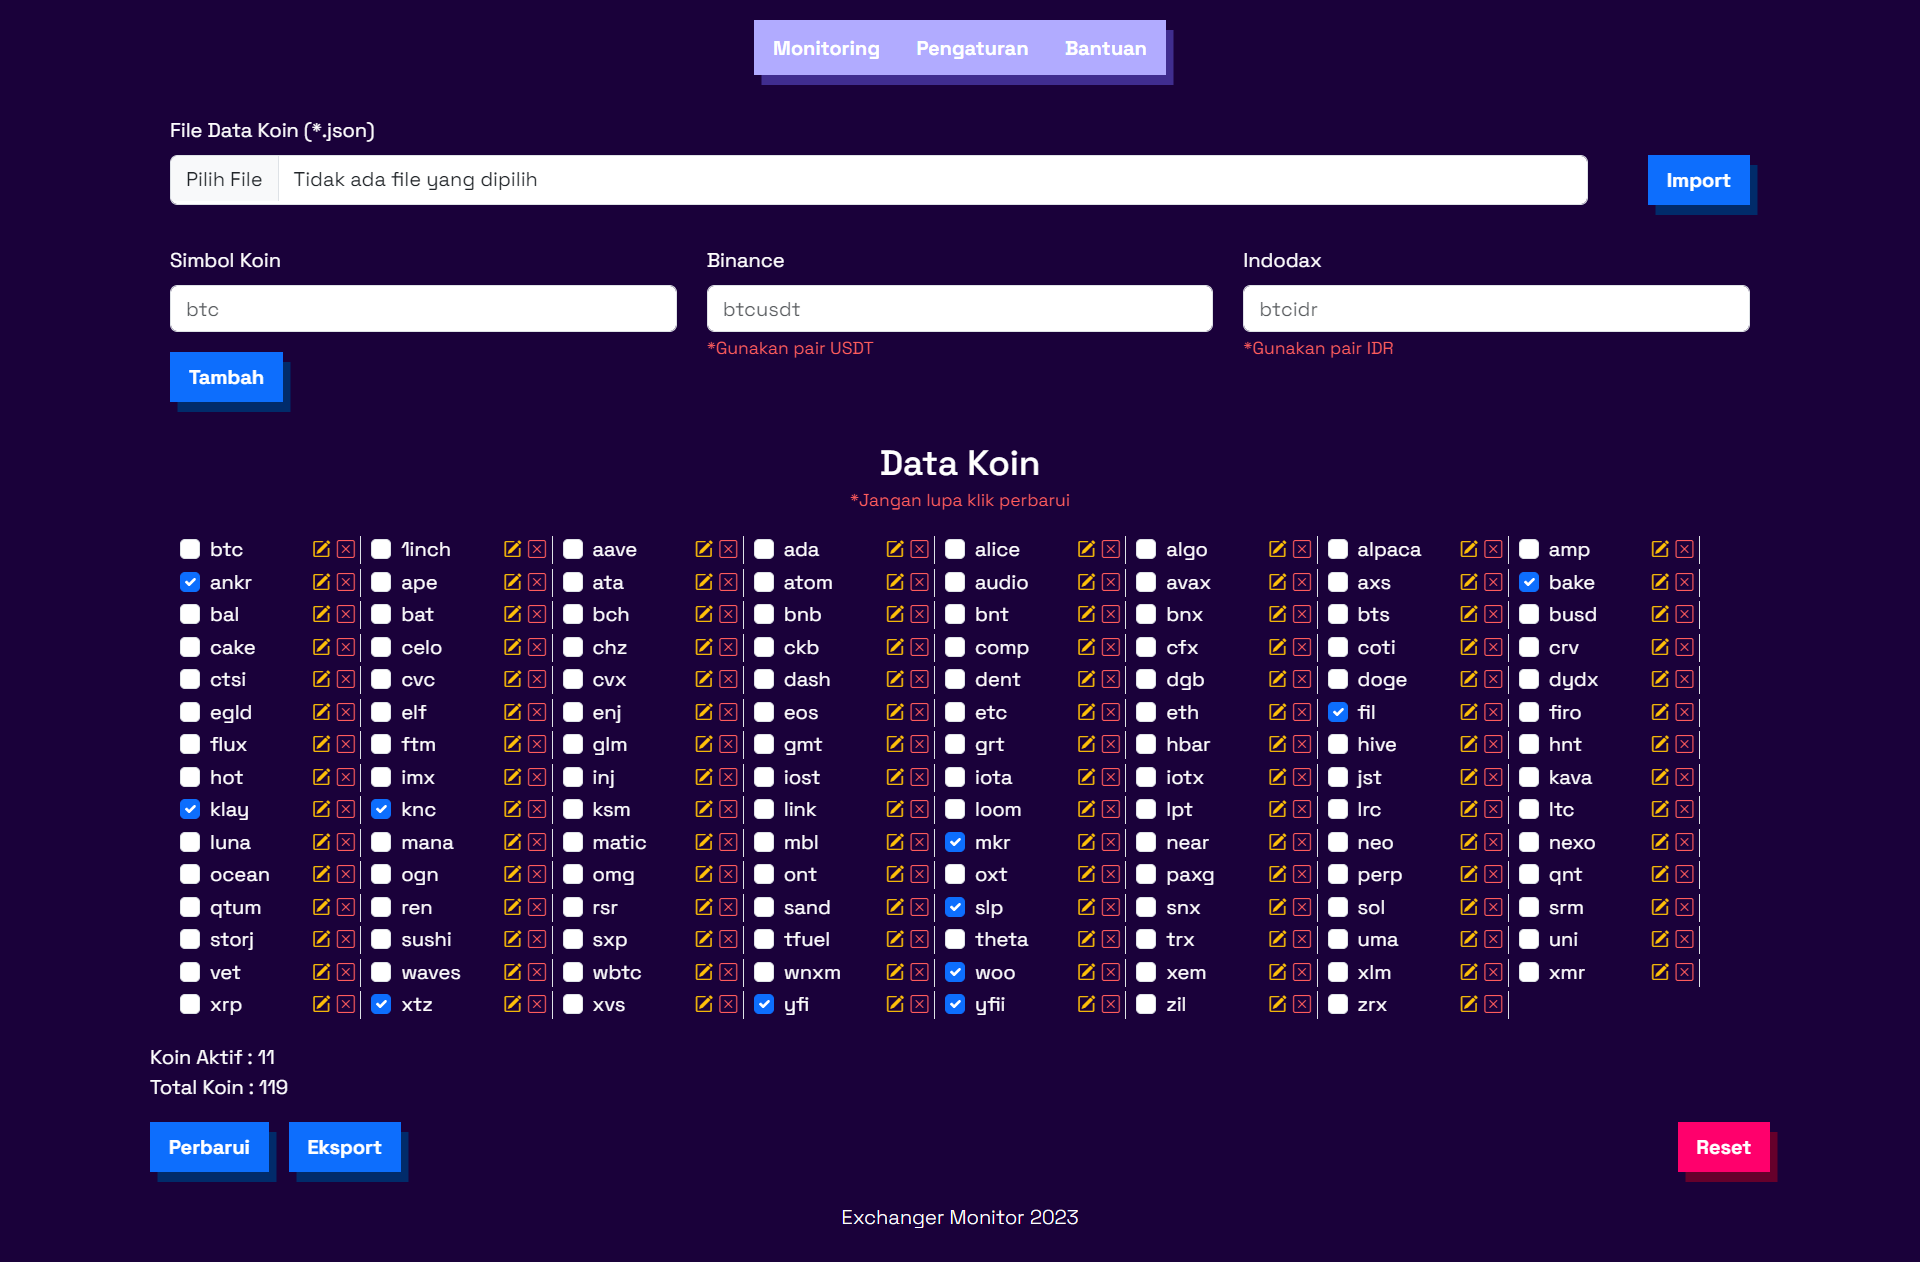 Monitoring Pengaturan Bantuan
File Data Koin (*.json)
Pilih File Tidak ada file yang dipilih Import
Simbol Koin Binance Indodax
btc btcusdt btcidr
*Gunakan pair USDT *Gunakan pair IDR
Tambah
Data Koin
*Jangan lupa klik perbarui
btc 1inch aave ada alice algo alpaca amp
ankr ape ata atom audio avax axs bake
bal bat bch bnb bnt bnx bts busd
cake celo chz ckb comp cfx coti crv
ctsi cvc cvx dash dent dgb doge dydx
egld elf enj eos etc eth fil firo
flux ftm glm gmt grt hbar hive hnt
hot imx inj iost iota iotx jst kava
klay knc ksm link loom lpt lrc ltc
luna mana matic mbl mkr near neo nexo
ocean ogn omg ont oxt paxg perp qnt
qtum ren rsr sand slp snx sol srm
storj sushi sxp tfuel theta trx uma uni
vet waves wbtc wnxm woo xem xlm xmr
xrp xtz xvs yfi yfii zil zrx
Koin Aktif : 11
Total Koin : 119
Perbarui Eksport Reset
Exchanger Monitor 2023